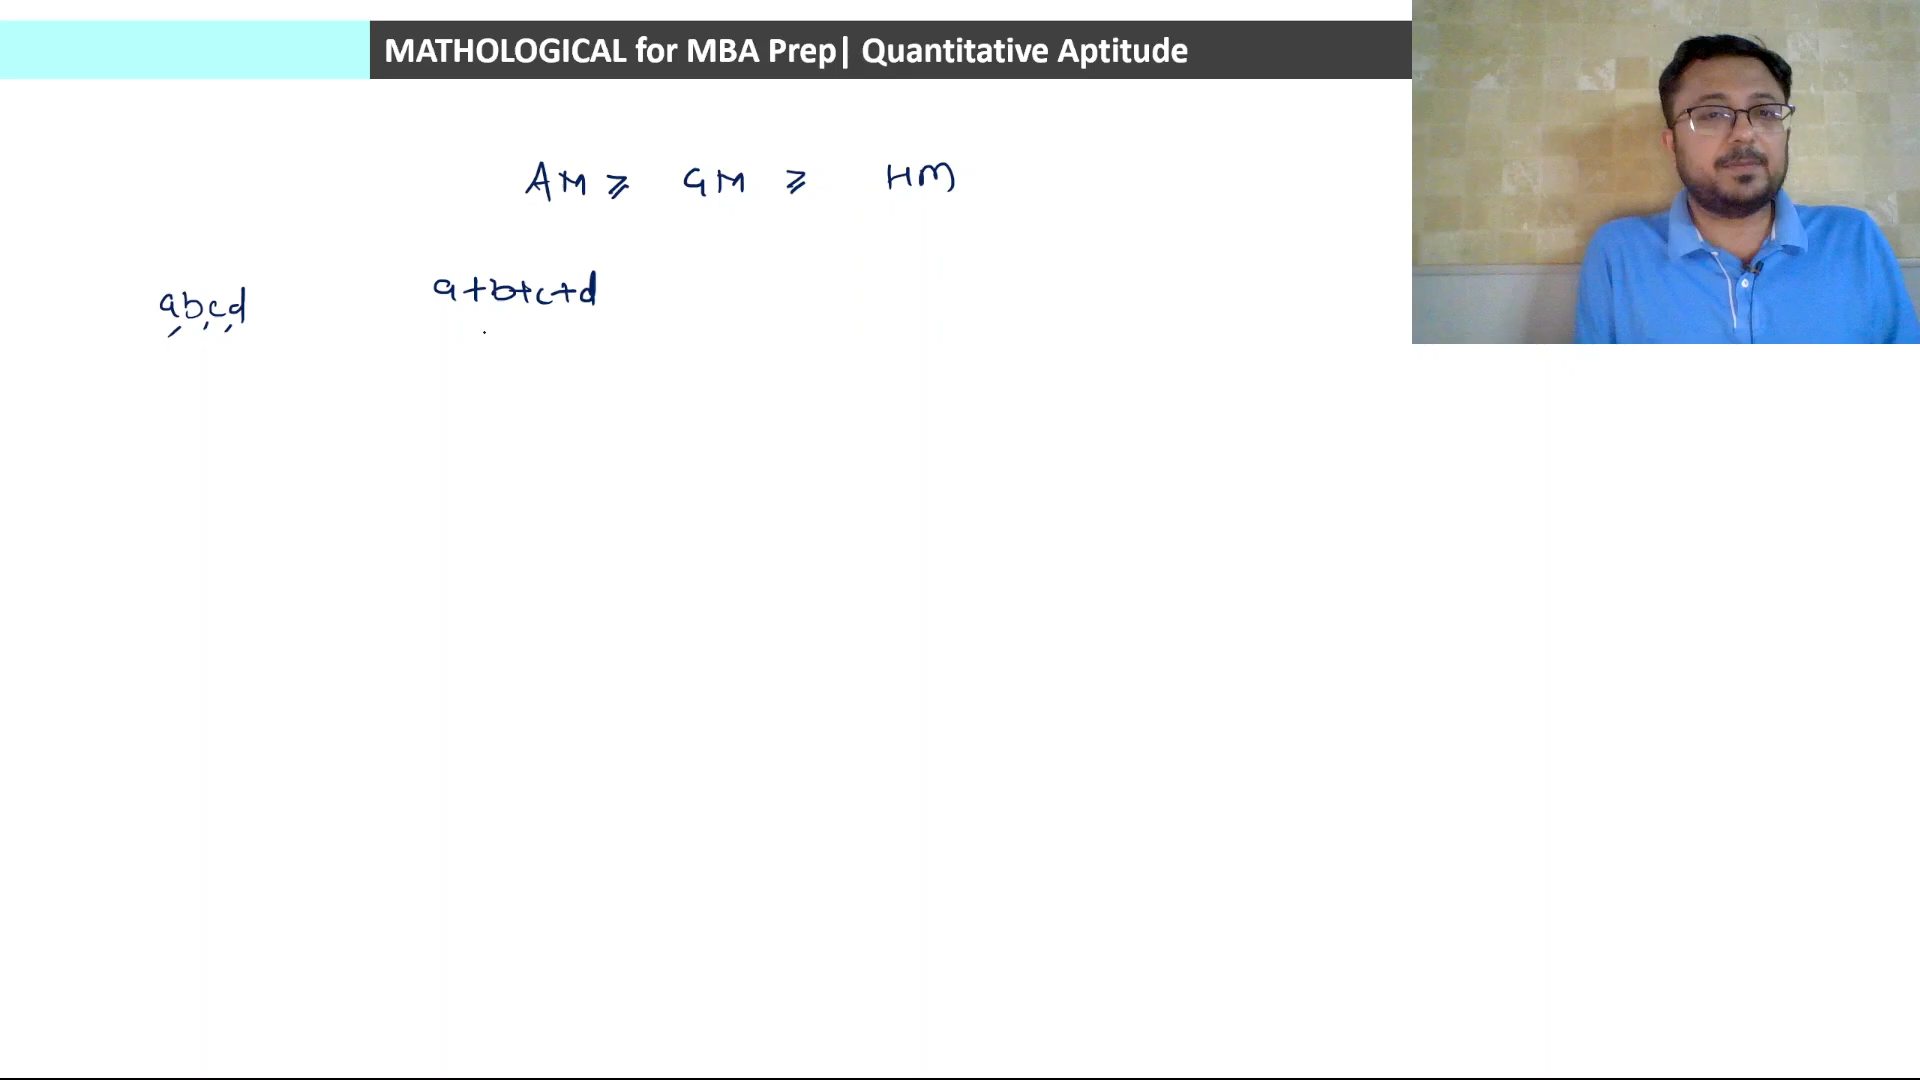 MATHOLOGICAL for MBA Prep| Quantitative Aptitude
AM ⩾ GM ⩾ HM
a, b, c, d a+b+c+d